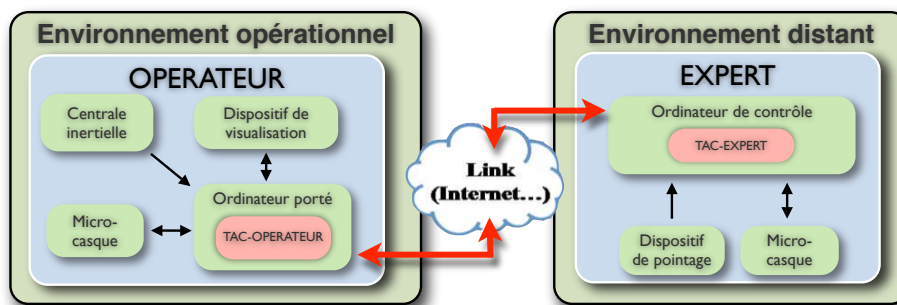 Environnement opérationnel
OPERATEUR
Centrale
inertielle
Dispositif de
visualisation
Ordinateur porté
TAC-OPERATEUR
Micro-
casque
Link
(Internet...)
Environnement distant
EXPERT
Ordinateur de contrôle
TAC-EXPERT
Dispositif
de pointage
Micro-
casque